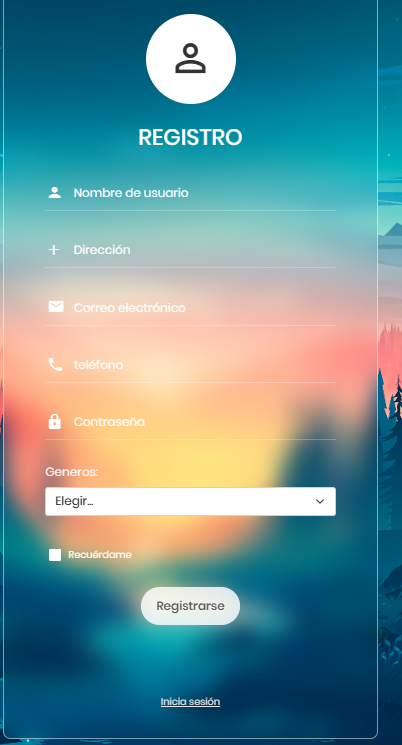 REGISTRO
Nombre de usuario
Dirección
Correo electrónico
teléfono
Contraseña
Generos:
Elegir...
Recuérdame
Registrarse
Inicia sesión